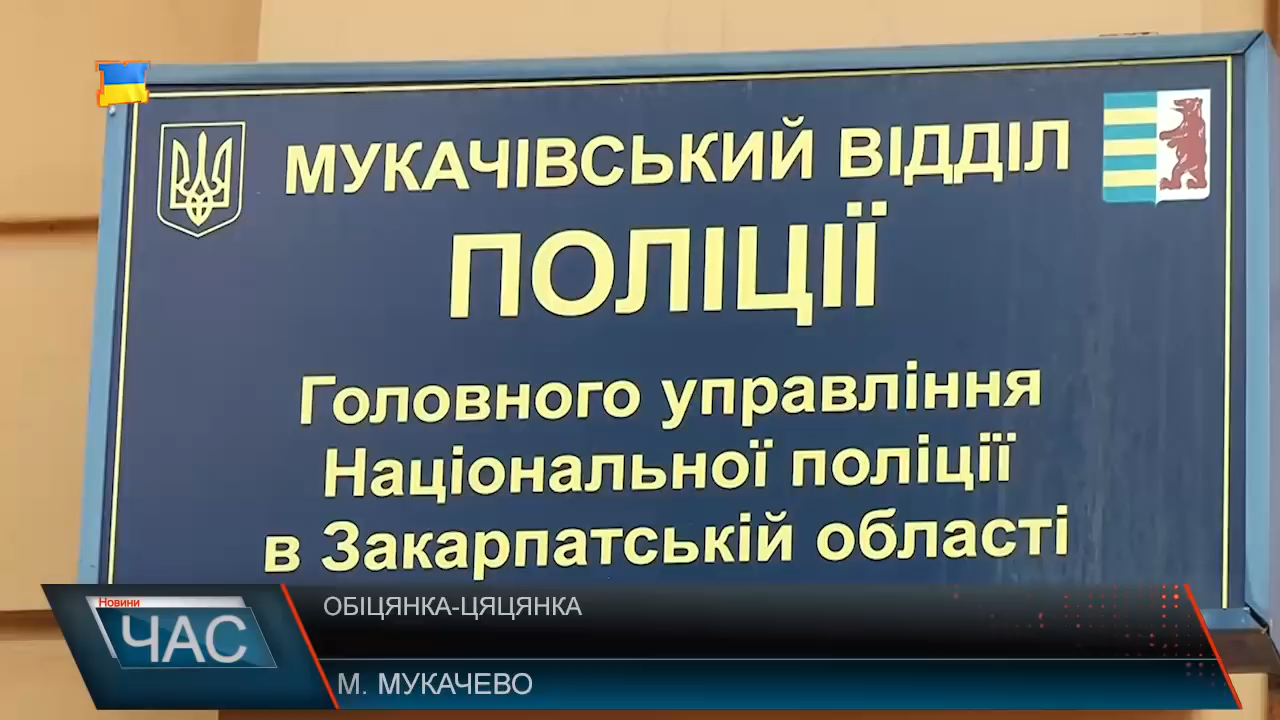 МУКАЧІВСЬКИЙ ВІДДІЛ
ПОЛІЦІЇ
Головного управління
Національної поліції
в Закарпатській області
Новини
ЧАС
ОБІЦЯНКА-ЦЯЦЯНКА
М. МУКАЧЕВО